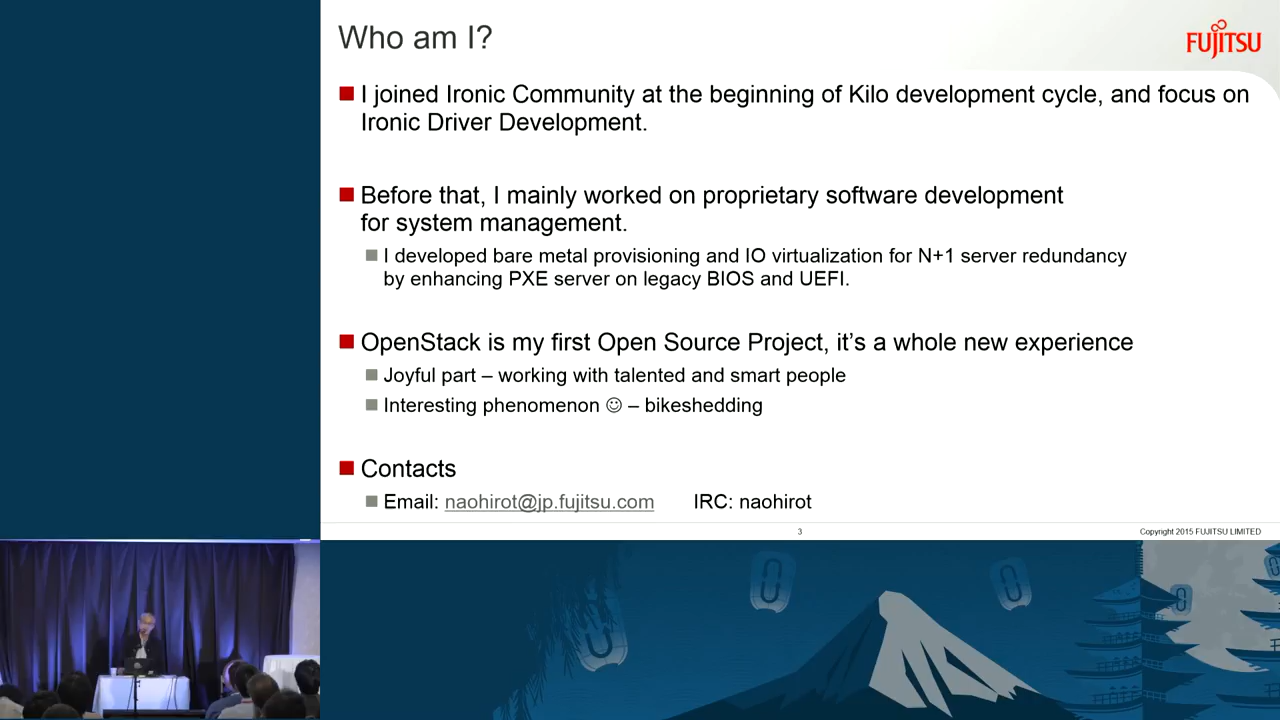 Who am I?
FUJITSU
I joined Ironic Community at the beginning of Kilo development cycle, and focus on
Ironic Driver Development.
Before that, I mainly worked on proprietary software development
for system management.
I developed bare metal provisioning and IO virtualization for N+1 server redundancy
by enhancing PXE server on legacy BIOS and UEFI.
OpenStack is my first Open Source Project, it's a whole new experience
Joyful part – working with talented and smart people
Interesting phenomenon ☺ – bikeshedding
Contacts
Email: naohirot@jp.fujitsu.com IRC: naohirot
3
Copyright 2015 FUJITSU LIMITED